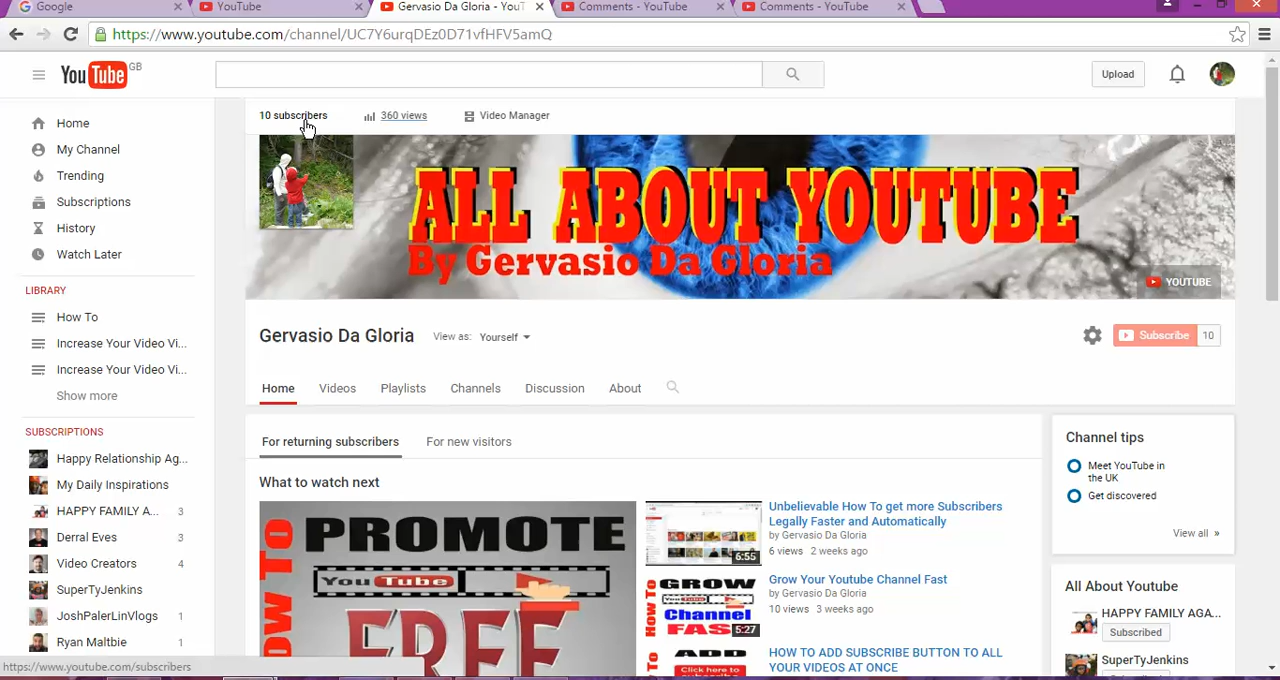 Google
YouTube
Gervasio Da Gloria - YouT
Comments - YouTube
Comments - YouTube
https://www.youtube.com/channel/UC7Y6urqDEz0D71vfHFV5amQ
YouTube GB
Upload
10 subscribers
360 views
Video Manager
Home
My Channel
Trending
Subscriptions
History
Watch Later
LIBRARY
How To
Increase Your Video Vi...
Increase Your Video Vi...
Show more
SUBSCRIPTIONS
Happy Relationship Ag...
My Daily Inspirations
HAPPY FAMILY A... 3
Derral Eves 3
Video Creators 4
SuperTyJenkins
JoshPalerLinVlogs 1
Ryan Maltbie 1
https://www.youtube.com/subscribers
ALL ABOUT YOUTUBE
By Gervasio Da Gloria
YOUTUBE
Gervasio Da Gloria
View as: Yourself
Subscribe 10
Home
Videos
Playlists
Channels
Discussion
About
For returning subscribers
For new visitors
What to watch next
HOW TO
PROMOTE
YouTube
FREE
6:55
Unbelievable How To get more Subscribers
Legally Faster and Automatically
by Gervasio Da Gloria
6 views 2 weeks ago
HOW TO
GROW
YouTube
Channel
FAS
5:27
Grow Your Youtube Channel Fast
by Gervasio Da Gloria
10 views 3 weeks ago
ADD
Click here to
HOW TO ADD SUBSCRIBE BUTTON TO ALL
YOUR VIDEOS AT ONCE
Channel tips
Meet YouTube in
the UK
Get discovered
View all »
All About Youtube
HAPPY FAMILY AGA...
Subscribed
SuperTyJenkins